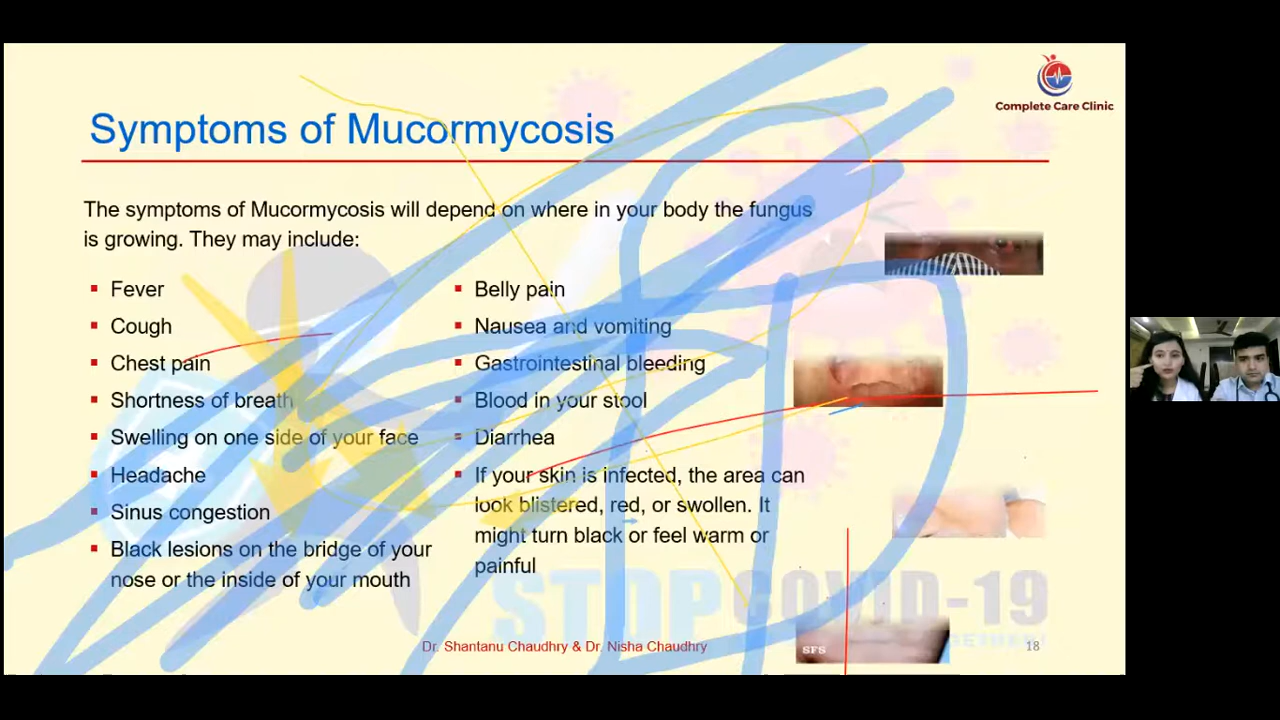 Complete Care Clinic
Symptoms of Mucormycosis
The symptoms of Mucormycosis will depend on where in your body the fungus
is growing. They may include:
Fever
Cough
Chest pain
Shortness of breath
Swelling on one side of your face
Headache
Sinus congestion
Black lesions on the bridge of your
nose or the inside of your mouth
Belly pain
Nausea and vomiting
Gastrointestinal bleeding
Blood in your stool
Diarrhea
If your skin is infected, the area can
look blistered, red, or swollen. It
might turn black or feel warm or
painful
STOP COVID-19
SFS
Dr. Shantanu Chaudhry & Dr. Nisha Chaudhry
18